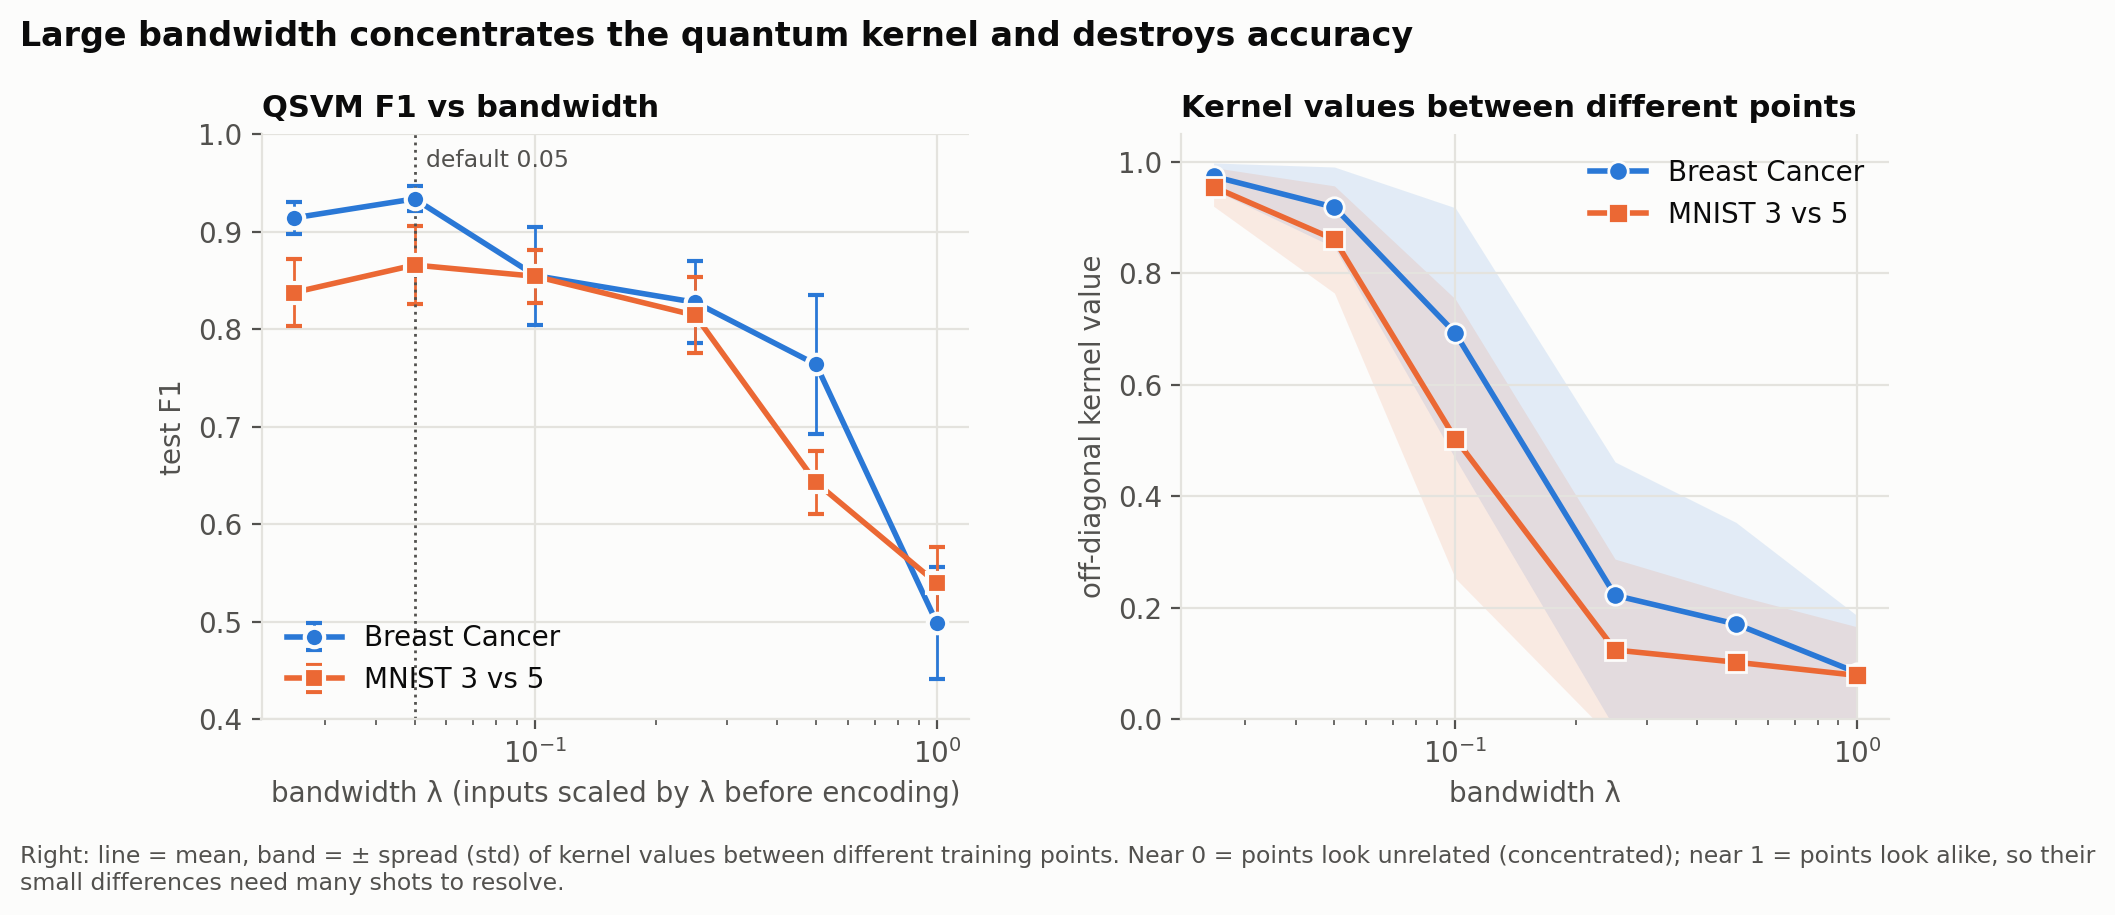 Large bandwidth concentrates the quantum kernel and destroys accuracy
QSVM F1 vs bandwidth
1.0
0.9
0.8
0.7
0.6
0.5
0.4
test F1
default 0.05
Breast Cancer
MNIST 3 vs 5
10⁻¹
10⁰
bandwidth λ (inputs scaled by λ before encoding)
Kernel values between different points
1.0
0.8
0.6
0.4
0.2
0.0
off-diagonal kernel value
Breast Cancer
MNIST 3 vs 5
10⁻¹
10⁰
bandwidth λ
Right: line = mean, band = ± spread (std) of kernel values between different training points. Near 0 = points look unrelated (concentrated); near 1 = points look alike, so their
small differences need many shots to resolve.